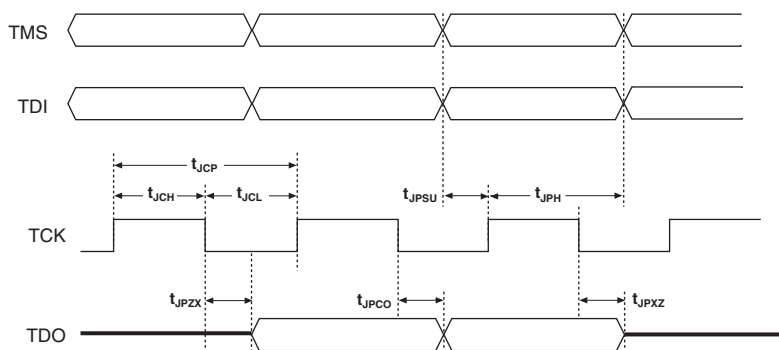 TMS
TDI
tJCP
tJCH
tJCL
tJPSU
tJPH
TCK
tJPZX
tJPCO
tJPXZ
TDO